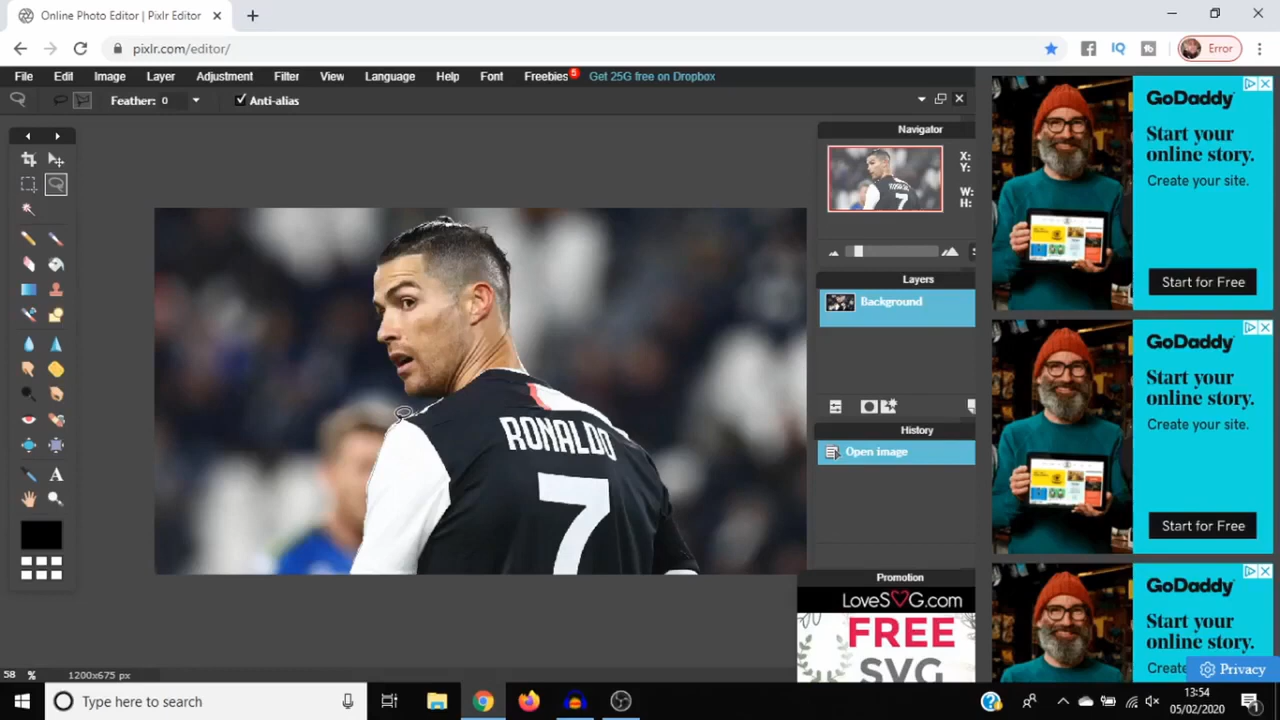 Online Photo Editor | Pixlr Editor
pixlr.com/editor/
Error
File Edit Image Layer Adjustment Filter View Language Help Font Freebies Get 25G free on Dropbox
Feather: 0 Anti-alias
Navigator
X:
Y:
W:
H:
Layers
Background
History
Open image
Promotion
LoveSVG.com
FREE
SVG
RONALDO
7
58 % 1200x675 px
GoDaddy
Start your
online story.
Create your site.
Start for Free
GoDaddy
Start your
online story.
Create your site.
Start for Free
GoDaddy
Start your
online story.
Create
Privacy
Type here to search
13:54
05/02/2020